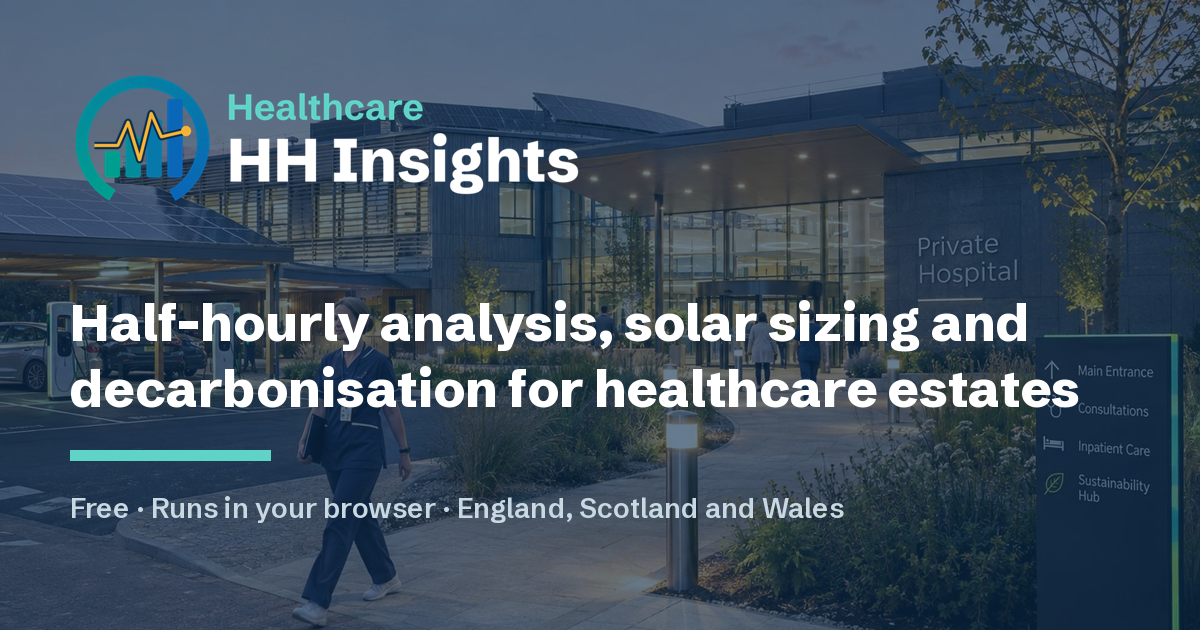 Healthcare
HH Insights
Private
Hospital
Half-hourly analysis, solar sizing and
decarbonisation for healthcare estates
Main Entrance
Consultations
Inpatient Care
Sustainability
Hub
Free · Runs in your browser · England, Scotland and Wales